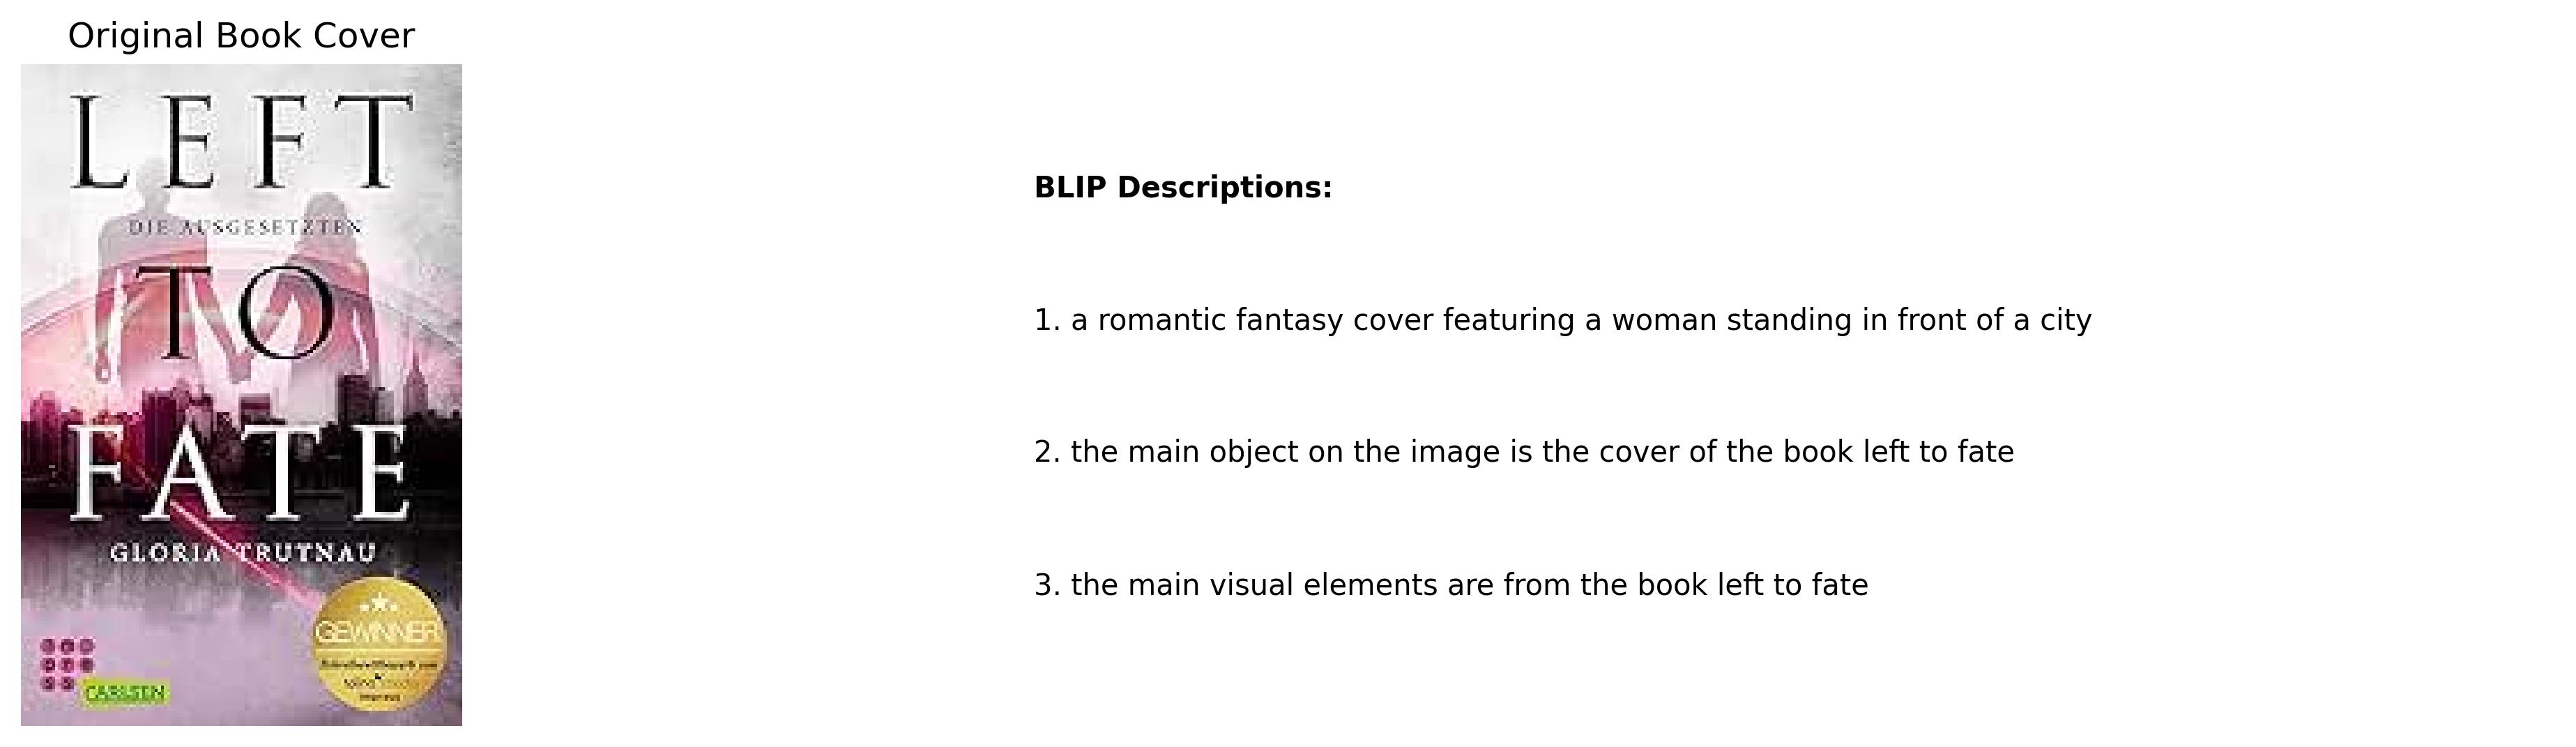 Original Book Cover
LEFT
DIE AUSGESETZTEN
TO
FATE
GLORIA TRUTNAU
GEWINNER
CARLSEN
BLIP Descriptions:
1. a romantic fantasy cover featuring a woman standing in front of a city
2. the main object on the image is the cover of the book left to fate
3. the main visual elements are from the book left to fate